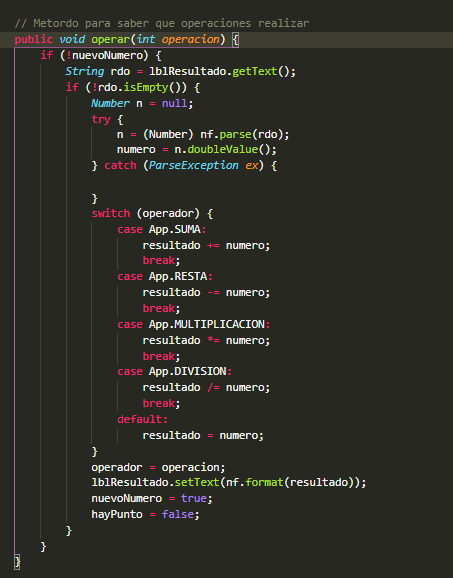 // Metordo para saber que operaciones realizar
public void operar(int operacion) {
if (!nuevoNumero) {
String rdo = lblResultado.getText();
if (!rdo.isEmpty()) {
Number n = null;
try {
n = (Number) nf.parse(rdo);
numero = n.doubleValue();
} catch (ParseException ex) {
}
switch (operador) {
case App.SUMA:
resultado += numero;
break;
case App.RESTA:
resultado -= numero;
break;
case App.MULTIPLICACION:
resultado *= numero;
break;
case App.DIVISION:
resultado /= numero;
break;
default:
resultado = numero;
}
operador = operacion;
lblResultado.setText(nf.format(resultado));
nuevoNumero = true;
hayPunto = false;
}
}
}